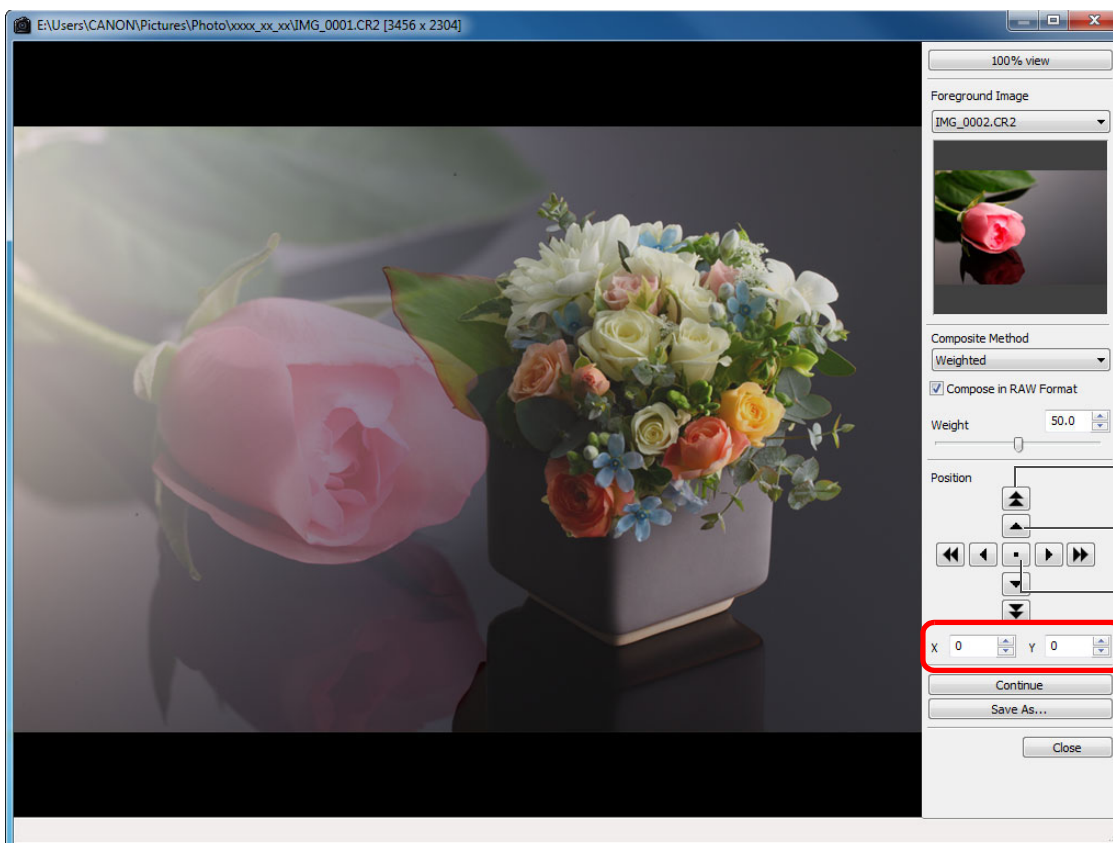 E:\Users\CANON\Pictures\Photo\xxxx_xx_xx\IMG_0001.CR2 [3456 x 2304]
100% view
Foreground Image
IMG_0002.CR2
Composite Method
Weighted
Compose in RAW Format
Weight 50.0
Position
X 0 Y 0
Continue
Save As...
Close